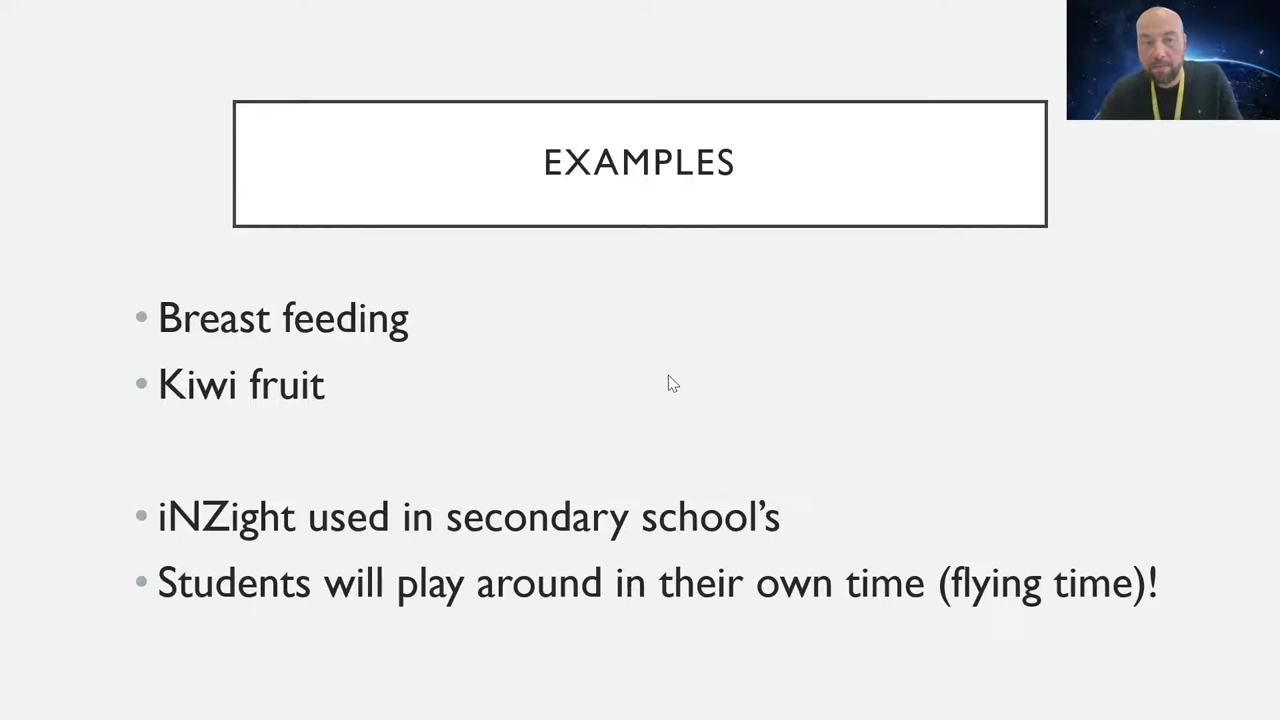 EXAMPLES
• Breast feeding
• Kiwi fruit
• iNZight used in secondary school’s
• Students will play around in their own time (flying time)!